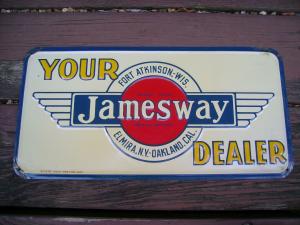 YOUR
FORT ATKINSON-WIS.
Jamesway
ELMIRA, N.Y-OAKLAND, CAL.
DEALER